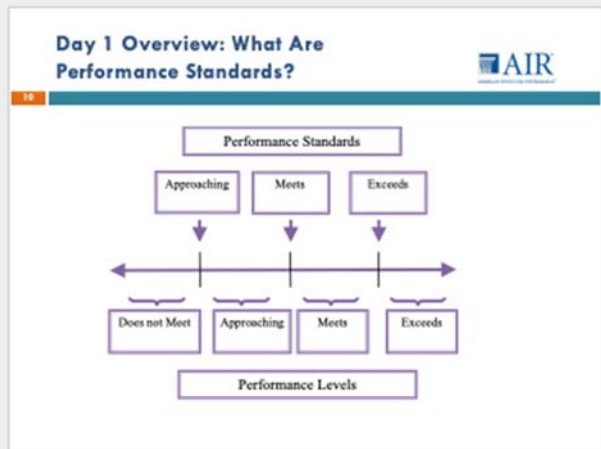 Day 1 Overview: What Are
Performance Standards?
AIR
10
Performance Standards
Approaching
Meets
Exceeds
Does not Meet
Approaching
Meets
Exceeds
Performance Levels